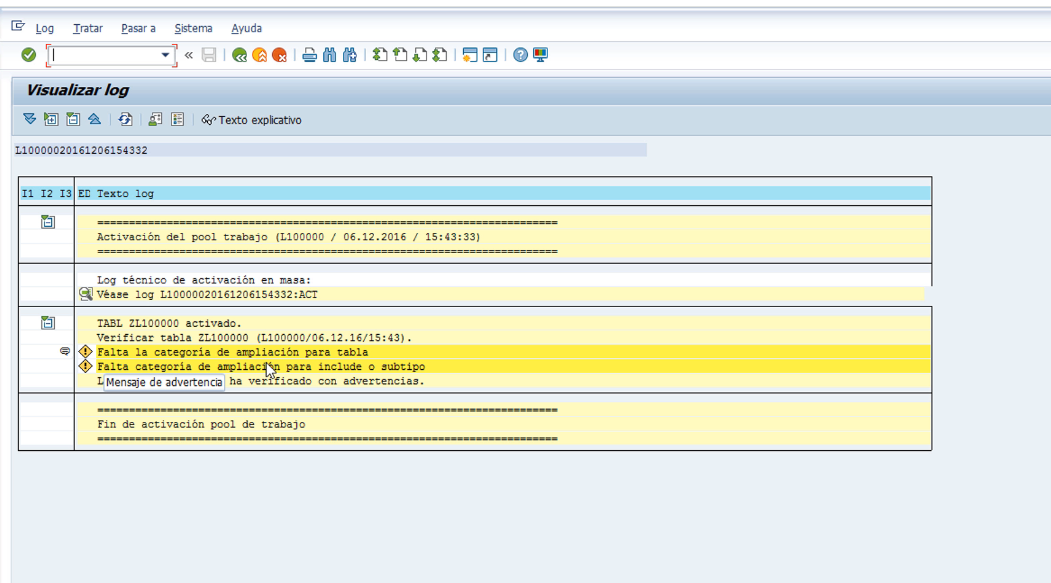 Log Tratar Pasar a Sistema Ayuda
«
Visualizar log
Texto explicativo
L10000020161206154332
I1 I2 I3 ED Texto log
========================================================================
Activación del pool trabajo (L100000 / 06.12.2016 / 15:43:33)
========================================================================
Log técnico de activación en masa:
Véase log L10000020161206154332:ACT
TABL ZL100000 activado.
Verificar tabla ZL100000 (L100000/06.12.16/15:43).
Falta la categoría de ampliación para tabla
Falta categoría de ampliación para include o subtipo
ha verificado con advertencias.
Mensaje de advertencia
========================================================================
Fin de activación pool de trabajo
========================================================================